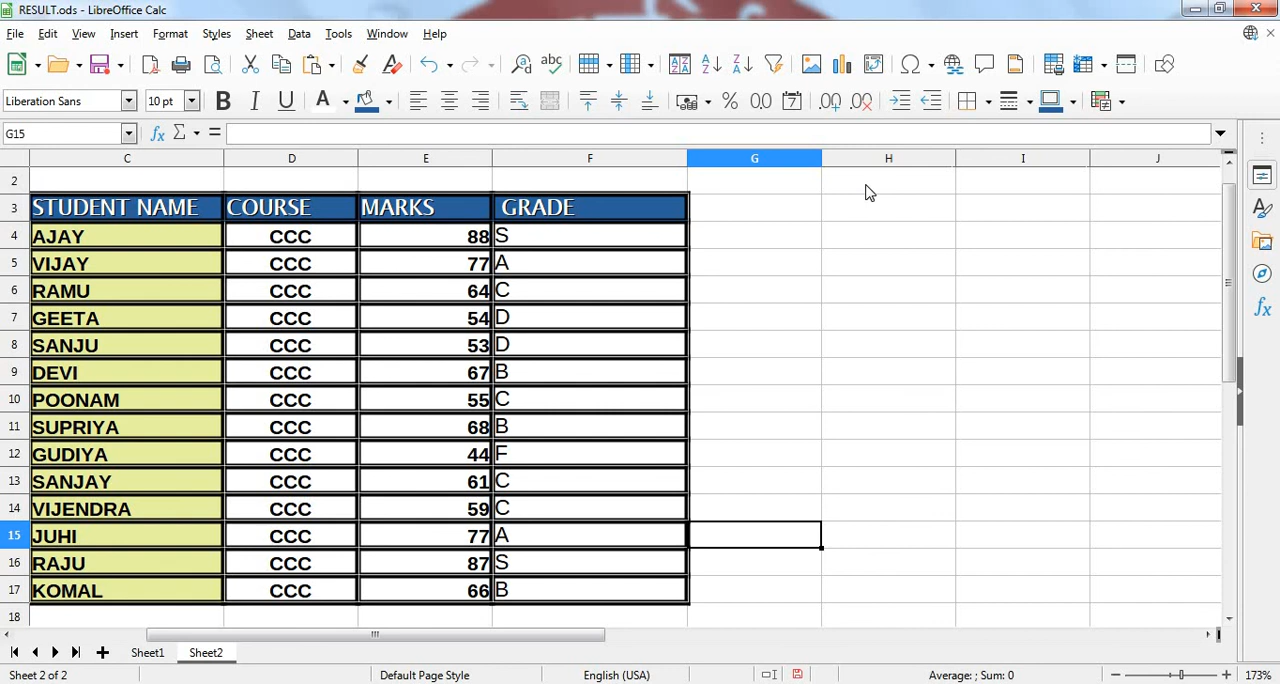 RESULT.ods - LibreOffice Calc
File Edit View Insert Format Styles Sheet Data Tools Window Help
Liberation Sans 10 pt
G15
C D E F G H I J
2
3 STUDENT NAME COURSE MARKS GRADE
4 AJAY CCC 88 S
5 VIJAY CCC 77 A
6 RAMU CCC 64 C
7 GEETA CCC 54 D
8 SANJU CCC 53 D
9 DEVI CCC 67 B
10 POONAM CCC 55 C
11 SUPRIYA CCC 68 B
12 GUDIYA CCC 44 F
13 SANJAY CCC 61 C
14 VIJENDRA CCC 59 C
15 JUHI CCC 77 A
16 RAJU CCC 87 S
17 KOMAL CCC 66 B
18
Sheet1 Sheet2
Sheet 2 of 2 Default Page Style English (USA) Average: ; Sum: 0 173%